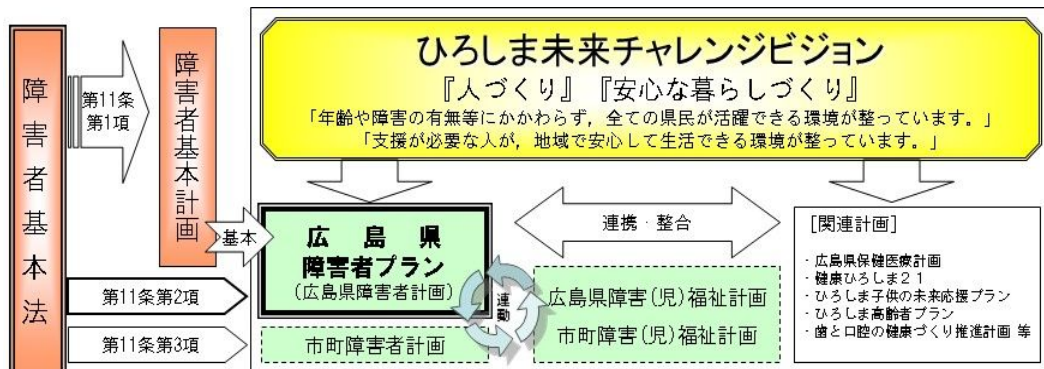 障害者基本法
第11条
第1項
障害者基本計画
ひろしま未来チャレンジビジョン
『人づくり』『安心な暮らしづくり』
「年齢や障害の有無等にかかわらず，全ての県民が活躍できる環境が整っています。」
「支援が必要な人が，地域で安心して生活できる環境が整っています。」
基本
広島県
障害者プラン
(広島県障害者計画)
連携・整合
[関連計画]
・広島県保健医療計画
・健康ひろしま２１
・ひろしま子供の未来応援プラン
・ひろしま高齢者プラン
・歯と口腔の健康づくり推進計画 等
連動
広島県障害(児)福祉計画
市町障害(児)福祉計画
第11条第2項
第11条第3項
市町障害者計画